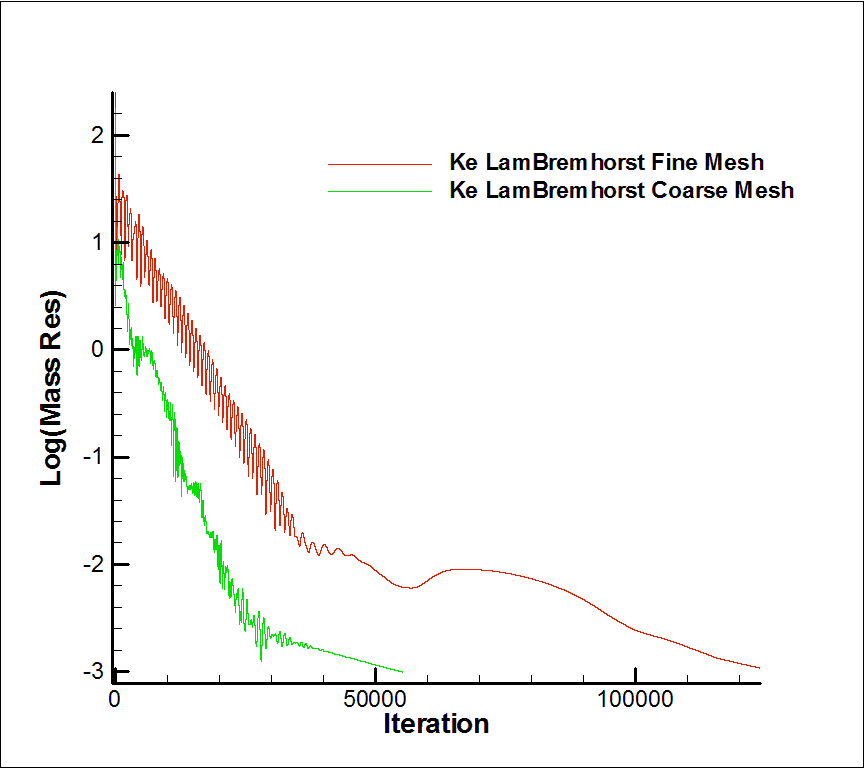 2
Ke LamBremhorst Fine Mesh
Ke LamBremhorst Coarse Mesh
1
0
-1
-2
-3
Log(Mass Res)
0 50000 100000
Iteration